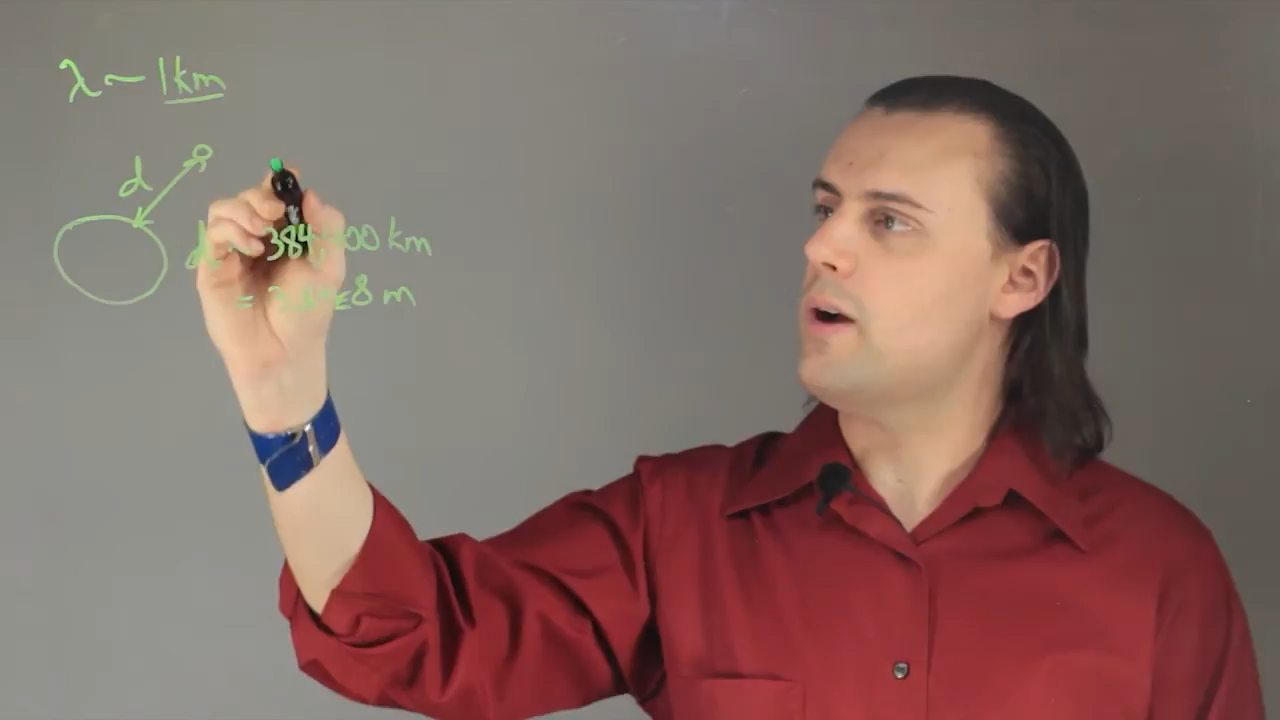 λ ~ 1km
d
d ~ 384,400 km
= 3.84E8 m